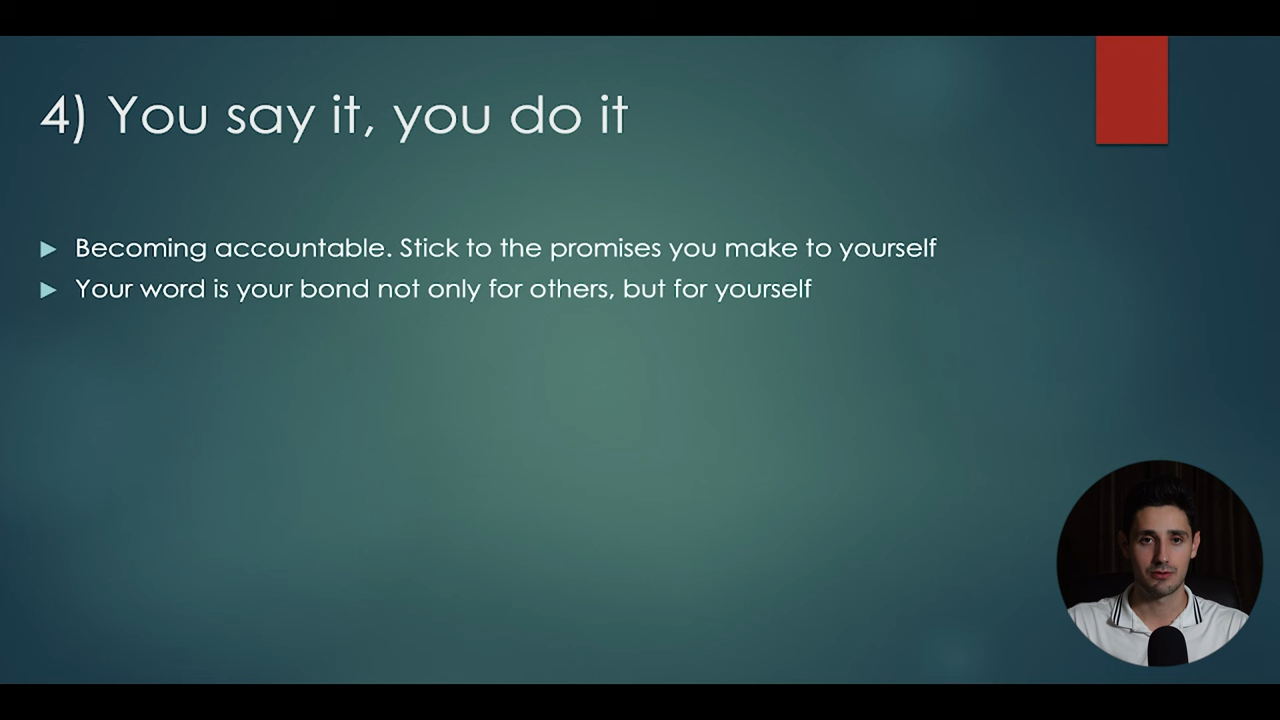 4) You say it, you do it
Becoming accountable. Stick to the promises you make to yourself
Your word is your bond not only for others, but for yourself